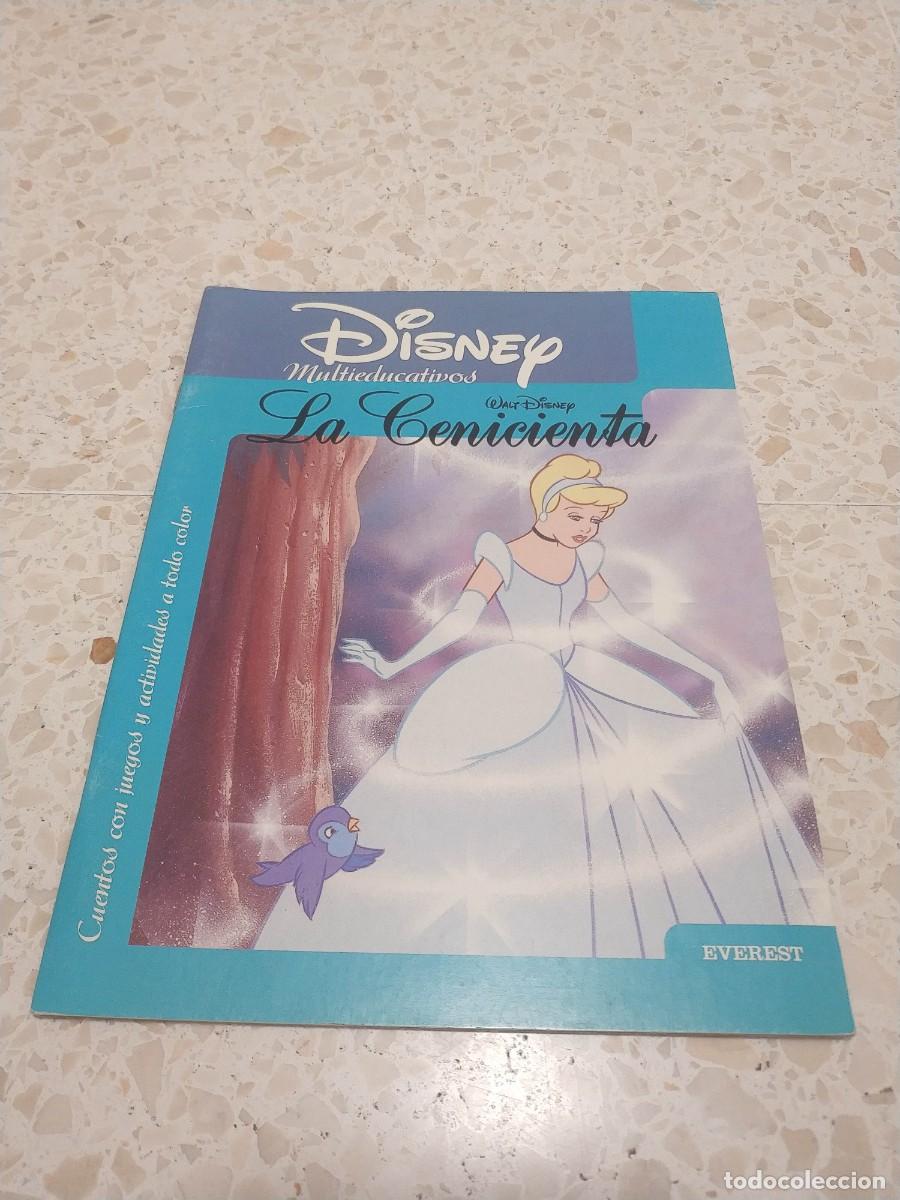 Disney
Multieducativos
Walt Disney
La Cenicienta
Cuentos con juegos y actividades a todo color
EVEREST
todocoleccion